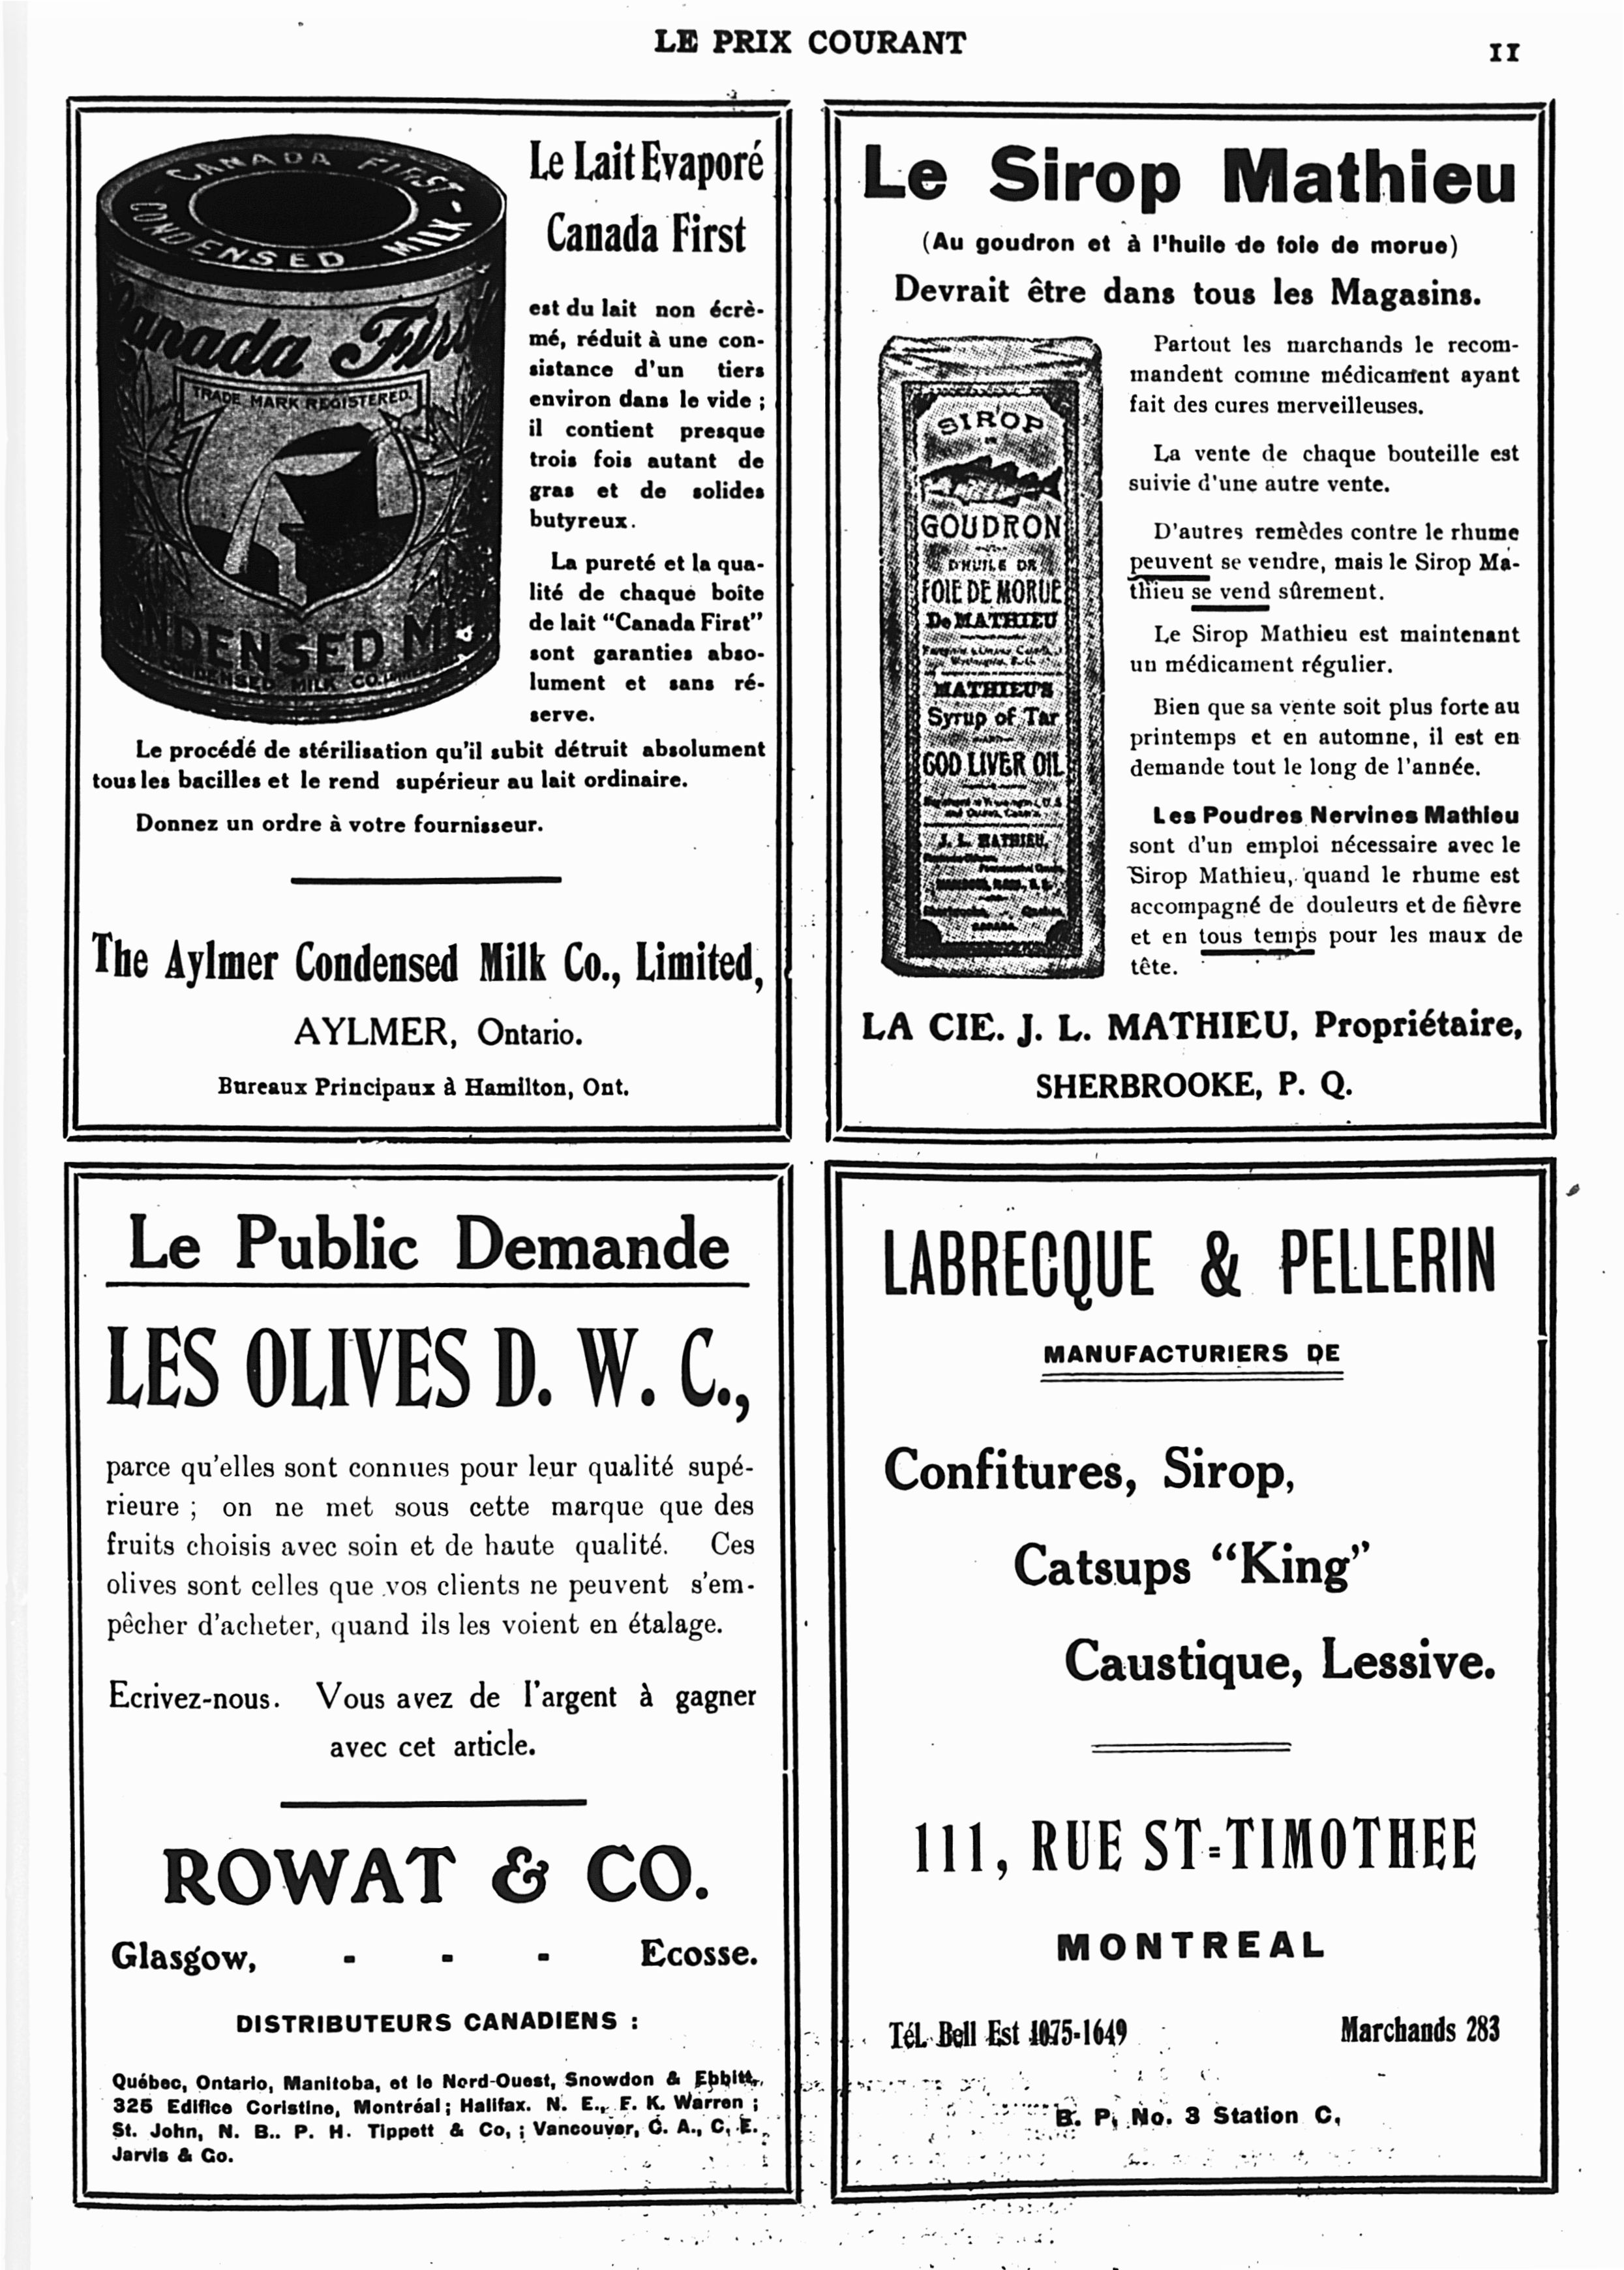 LE PRIX COURANT
11
CANADA FIRST
CONDENSED MILK
Canada First
TRADE MARK REGISTERED
Le Lait Evaporé
Canada First
est du lait non écrè-
mé, réduit à une con-
sistance d'un tiers
environ dans le vide ;
il contient presque
trois fois autant de
gras et de solides
butyreux.
La pureté et la qua-
lité de chaque boîte
de lait "Canada First"
sont garanties abso-
lument et sans ré-
serve.
Le procédé de stérilisation qu'il subit détruit absolument
tous les bacilles et le rend supérieur au lait ordinaire.
Donnez un ordre à votre fournisseur.
The Aylmer Condensed Milk Co., Limited,
AYLMER, Ontario.
Bureaux Principaux à Hamilton, Ont.
Le Sirop Mathieu
(Au goudron et à l'huile de foie de morue)
Devrait être dans tous les Magasins.
SIROP
DE
GOUDRON
D'HUILE DE
FOIE DE MORUE
De MATHIEU
MATHIEU'S
Syrup of Tar
COD LIVER OIL
J. L. MATHIEU,
Partout les marchands le recom-
mandent comme médicament ayant
fait des cures merveilleuses.
La vente de chaque bouteille est
suivie d'une autre vente.
D'autres remèdes contre le rhume
peuvent se vendre, mais le Sirop Ma-
thieu se vend sûrement.
Le Sirop Mathieu est maintenant
un médicament régulier.
Bien que sa vente soit plus forte au
printemps et en automne, il est en
demande tout le long de l'année.
Les Poudres Nervines Mathieu
sont d'un emploi nécessaire avec le
Sirop Mathieu, quand le rhume est
accompagné de douleurs et de fièvre
et en tous temps pour les maux de
tête.
LA CIE. J. L. MATHIEU, Propriétaire,
SHERBROOKE, P. Q.
Le Public Demande
LES OLIVES D. W. C.,
parce qu'elles sont connues pour leur qualité supé-
rieure ; on ne met sous cette marque que des
fruits choisis avec soin et de haute qualité. Ces
olives sont celles que vos clients ne peuvent s'em-
pêcher d'acheter, quand ils les voient en étalage.
Ecrivez-nous. Vous avez de l'argent à gagner
avec cet article.
ROWAT & CO.
Glasgow, - - - Ecosse.
DISTRIBUTEURS CANADIENS :
Québec, Ontario, Manitoba, et le Nord-Ouest, Snowdon & Ebbitt,
325 Edifice Coristine, Montréal ; Halifax. N. E., F. K. Warren ;
St. John, N. B.. P. H. Tippett & Co, ; Vancouver, C. A., C. E.
Jarvis & Co.
LABRECQUE & PELLERIN
MANUFACTURIERS DE
Confitures, Sirop,
Catsups "King"
Caustique, Lessive.
111, RUE ST-TIMOTHEE
MONTREAL
Tél. Bell Est 1075-1649 Marchands 283
B. P. No. 3 Station C,